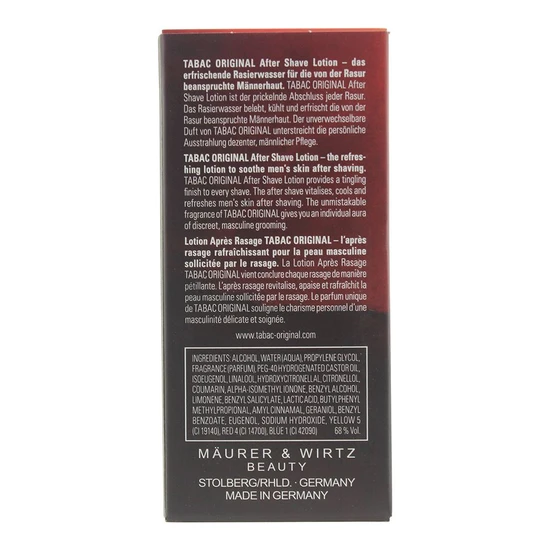 TABAC ORIGINAL After Shave Lotion – das
erfrischende Rasierwasser für die von der Rasur
beanspruchte Männerhaut. TABAC ORIGINAL After
Shave Lotion ist der prickelnde Abschluss jeder Rasur.
Das Rasierwasser belebt, kühlt und erfrischt die von der
Rasur beanspruchte Männerhaut. Der unverwechselbare
Duft von TABAC ORIGINAL unterstreicht die persönliche
Ausstrahlung dezenter, männlicher Pflege.
TABAC ORIGINAL After Shave Lotion – the refres-
hing lotion to soothe men's skin after shaving.
TABAC ORIGINAL After Shave Lotion provides a tingling
finish to every shave. The after shave vitalises, cools and
refreshes men's skin after shaving. The unmistakable
fragrance of TABAC ORIGINAL gives you an individual aura
of discreet, masculine grooming.
Lotion Après Rasage TABAC ORIGINAL – l'après
rasage rafraîchissant pour la peau masculine
sollicitée par le rasage. La Lotion Après Rasage
TABAC ORIGINAL vient conclure chaque rasage de manière
pétillante. L'après rasage revitalise, apaise et rafraîchit la
peau masculine sollicitée par le rasage. Le parfum unique
de TABAC ORIGINAL souligne le charisme personnel d'une
masculinité délicate et soignée.
www.tabac-original.com
INGREDIENTS: ALCOHOL, WATER (AQUA), PROPYLENE GLYCOL,
FRAGRANCE (PARFUM), PEG-40 HYDROGENATED CASTOR OIL,
ISOEUGENOL, LINALOOL, HYDROXYCITRONELLAL, CITRONELLOL,
COUMARIN, ALPHA-ISOMETHYL IONONE, BENZYL ALCOHOL,
LIMONENE, BENZYL SALICYLATE, LACTIC ACID, BUTYLPHENYL
METHYLPROPIONAL, AMYL CINNAMAL, GERANIOL, BENZYL
BENZOATE, EUGENOL, SODIUM HYDROXIDE, YELLOW 5
(CI 19140), RED 4 (CI 14700), BLUE 1 (CI 42090) 68 % Vol.
MÄURER & WIRTZ
BEAUTY
STOLBERG/RHLD. · GERMANY
MADE IN GERMANY